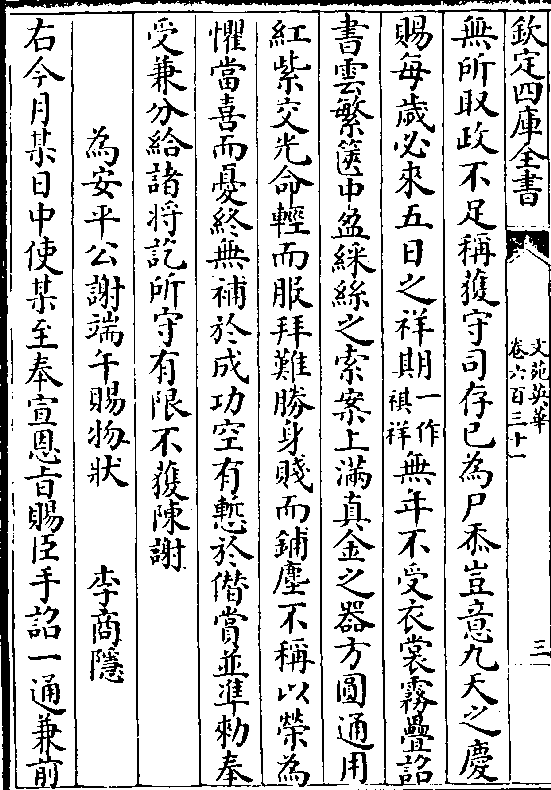 欽定四庫全書
文苑英華
卷六百三十一
三
無所取政不足稱獲守司存已為尸忝豈意九天之慶
賜每歲必來五日之祥期一作祺祥無年不受衣裳霧疊詔
書雲繁篋中盈綵絲之索案上滿真金之器方圓通用
紅紫交光命輕而服拜難勝身賤而鋪塵不稱以榮為
懼當喜而憂終無補於成功空有慙於僭賞並準勑奉
受兼分給諸將訖所守有限不獲陳謝
為安平公謝端午賜物狀 李商隱
右今月某日中使某至奉宣恩旨賜臣手詔一通兼前